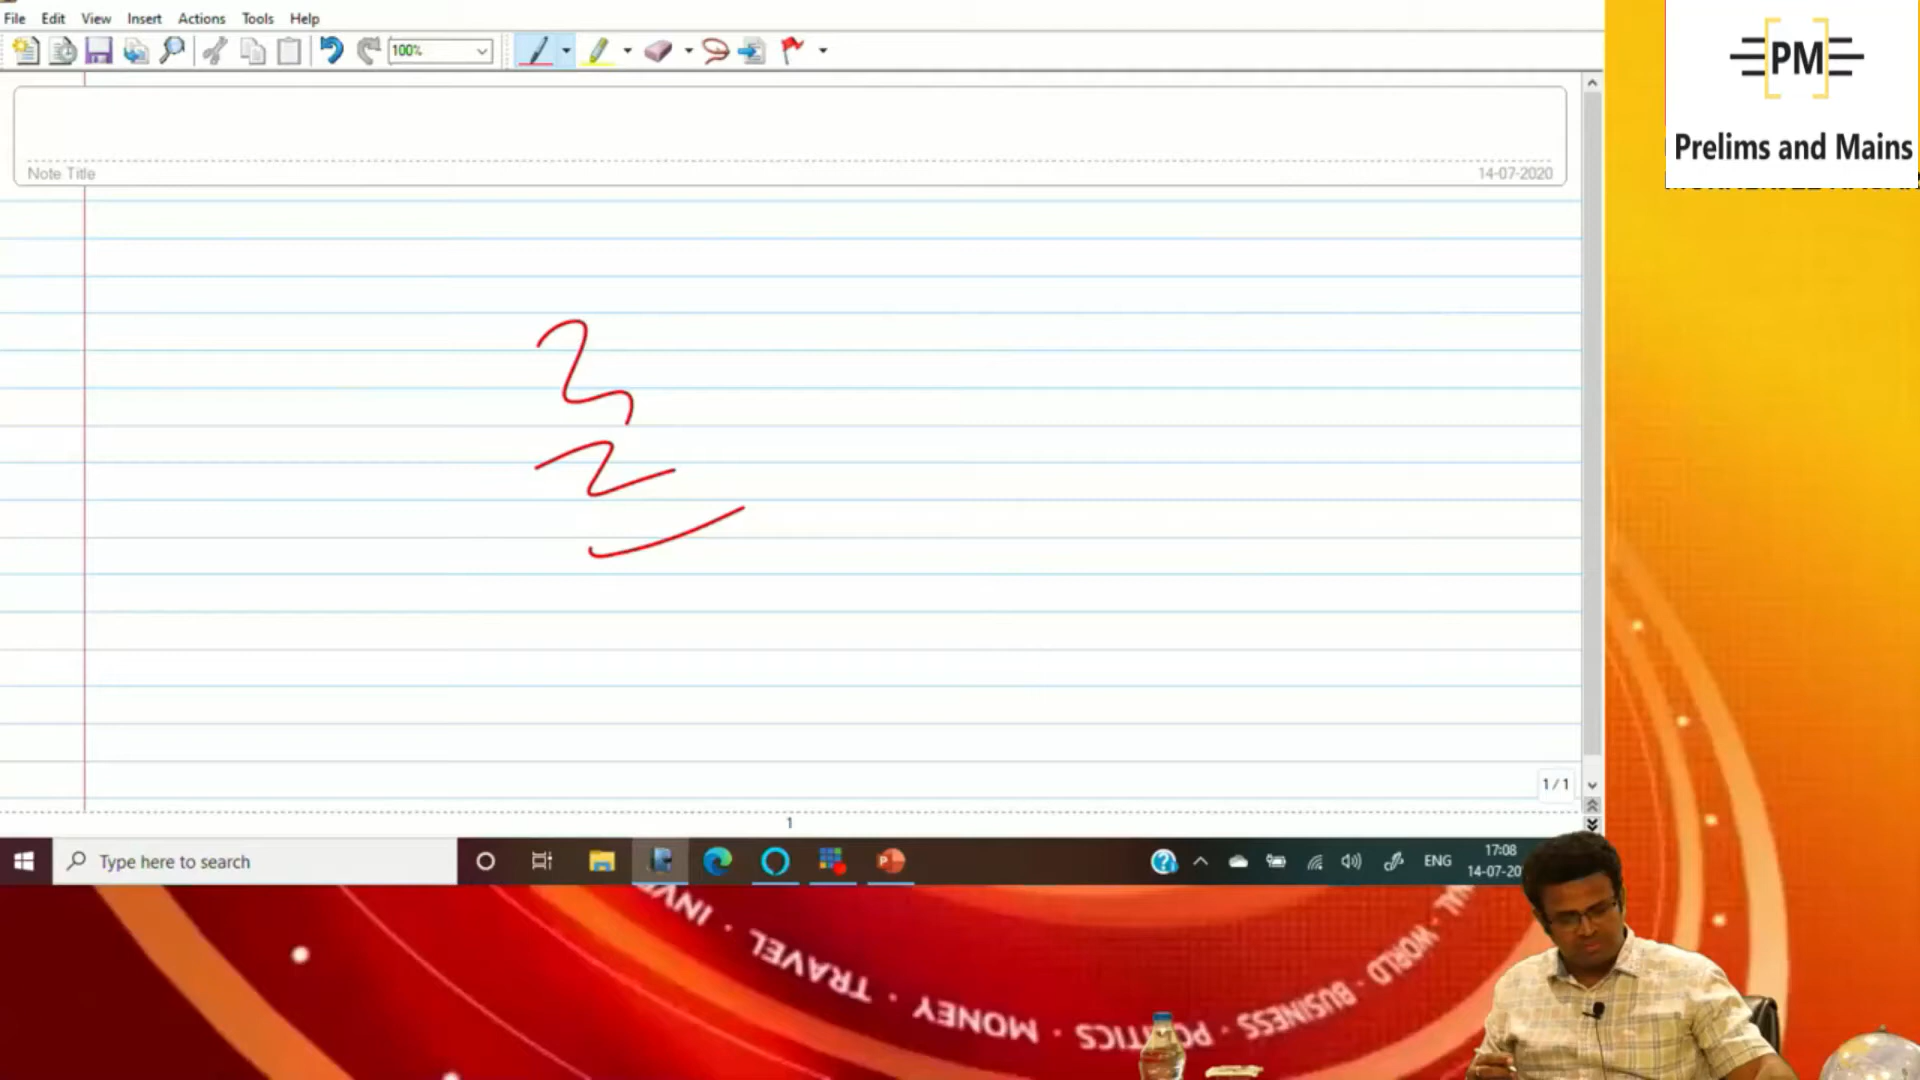 File Edit View Insert Actions Tools Help
100%
PM
Prelims and Mains
Note Title
14-07-2020
1 / 1
1
Type here to search
ENG
17:08
14-07-20
· TRAVEL · MONEY · POLITICS · BUSINESS · WORLD ·